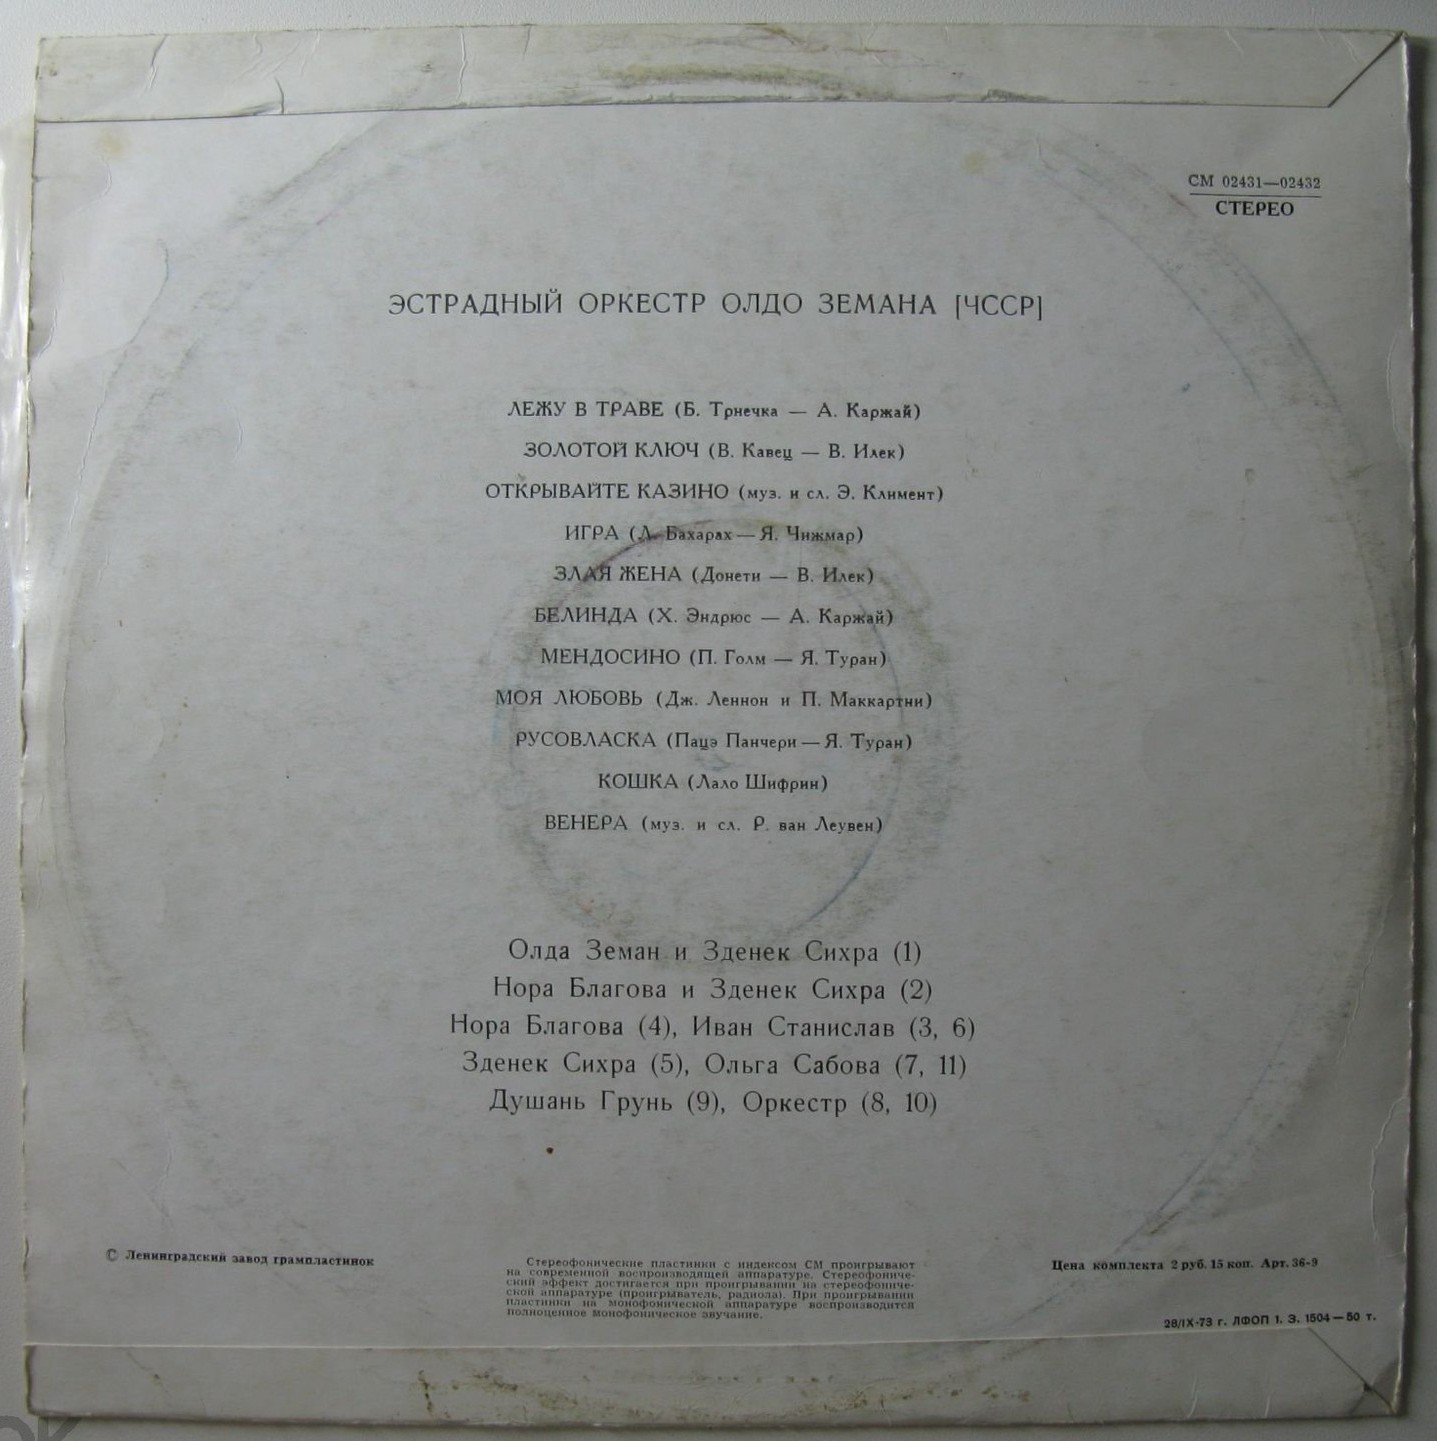 СМ 02431—02432
СТЕРЕО
ЭСТРАДНЫЙ ОРКЕСТР ОЛДО ЗЕМАНА [ЧССР]
ЛЕЖУ В ТРАВЕ (Б. Трнечка — А. Каржай)
ЗОЛОТОЙ КЛЮЧ (В. Кавец — В. Илек)
ОТКРЫВАЙТЕ КАЗИНО (муз. и сл. Э. Климент)
ИГРА (Д. Бахарах — Я. Чижмар)
ЗЛАЯ ЖЕНА (Донети — В. Илек)
БЕЛИНДА (Х. Эндрюс — А. Каржай)
МЕНДОСИНО (П. Голм — Я. Туран)
МОЯ ЛЮБОВЬ (Дж. Леннон и П. Маккартни)
РУСОВЛАСКА (Пацэ Панчери — Я. Туран)
КОШКА (Лало Шифрин)
ВЕНЕРА (муз. и сл. Р. ван Леувен)
Олда Земан и Зденек Сихра (1)
Нора Благова и Зденек Сихра (2)
Нора Благова (4), Иван Станислав (3, 6)
Зденек Сихра (5), Ольга Сабова (7, 11)
Душань Грунь (9), Оркестр (8, 10)
© Ленинградский завод грампластинок
Стереофонические пластинки с индексом СМ проигрывают
на современной воспроизводящей аппаратуре. Стереофониче-
ский эффект достигается при проигрывании на стереофониче-
ской аппаратуре (проигрыватель, радиола). При проигрывании
пластинки на монофонической аппаратуре воспроизводится
полноценное монофоническое звучание.
Цена комплекта 2 руб. 15 коп. Арт. 36-9
28/IX-73 г. ЛФОП 1. З. 1504—50 т.